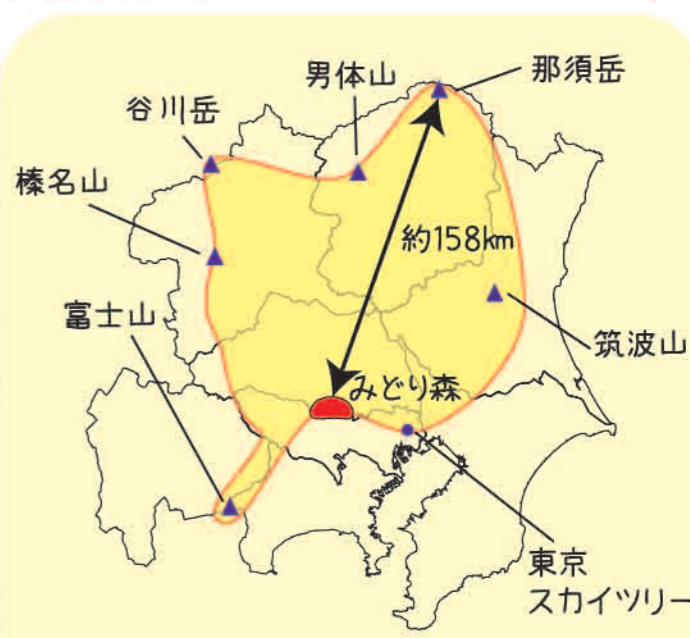 那須岳
男体山
谷川岳
榛名山
約158km
富士山
筑波山
みどり森
東京
スカイツリー